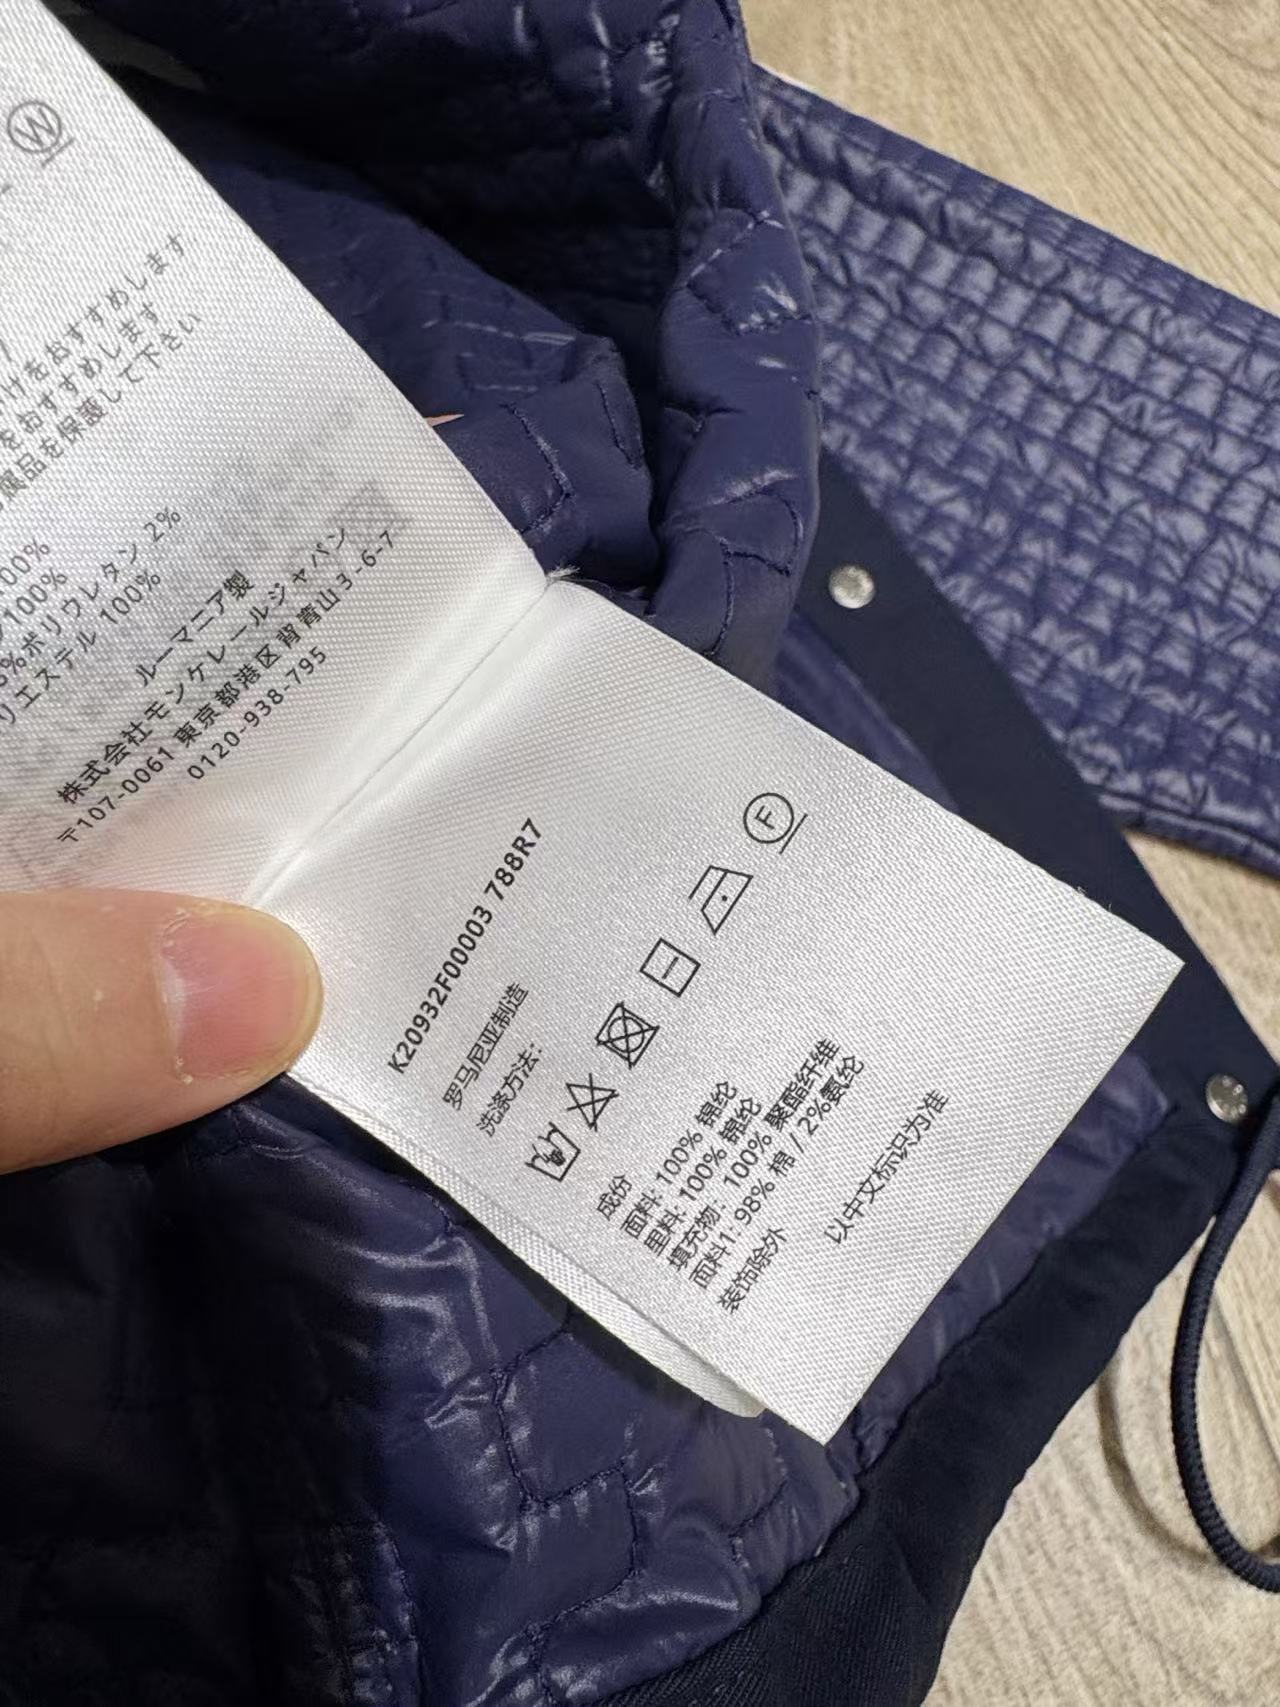 W
けをおすすめします
をおすすめします
属品を保護して下さい
00%
100%
%ポリウレタン 2%
リエステル 100%
ルーマニア製
株式会社モンケレールジャパン
〒107-0061 東京都港区背青山3-6-7
0120-938-795
K20932F00003 788R7
罗马尼亚制造
洗涤方法:
F
成份
面料: 100% 锦纶
里料: 100% 锦纶
填充物: 100% 聚酯纤维
面料1: 98% 棉 / 2%氨纶
装饰除外
以中文标识为准